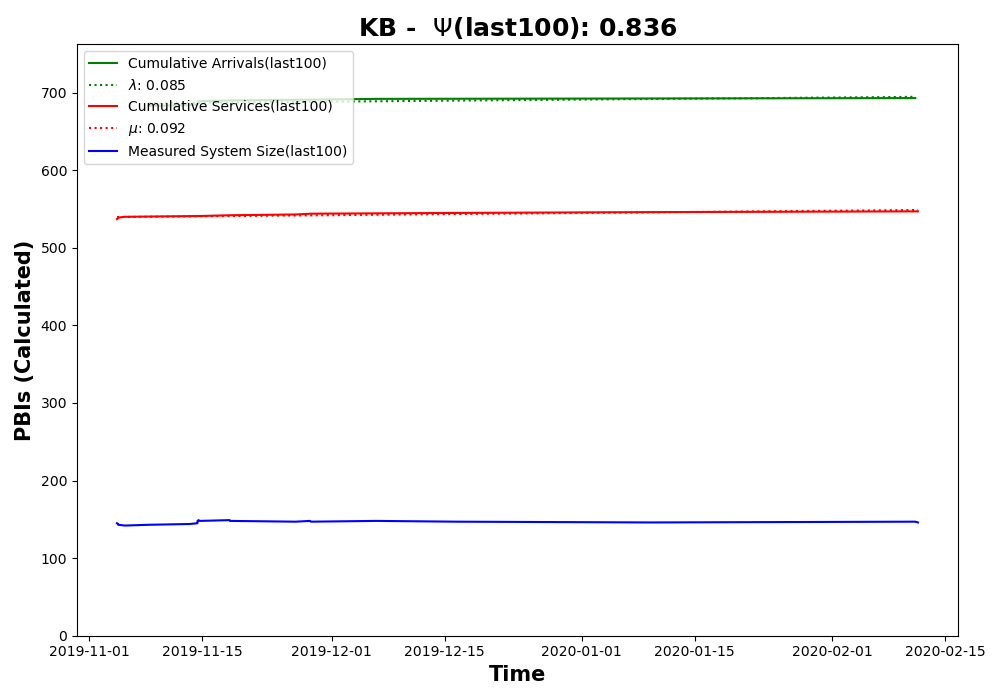 KB -  Ψ(last100): 0.836
Cumulative Arrivals(last100)
λ: 0.085
Cumulative Services(last100)
μ: 0.092
Measured System Size(last100)
PBIs (Calculated)
700
600
500
400
300
200
100
0
2019-11-01 2019-11-15 2019-12-01 2019-12-15 2020-01-01 2020-01-15 2020-02-01 2020-02-15
Time